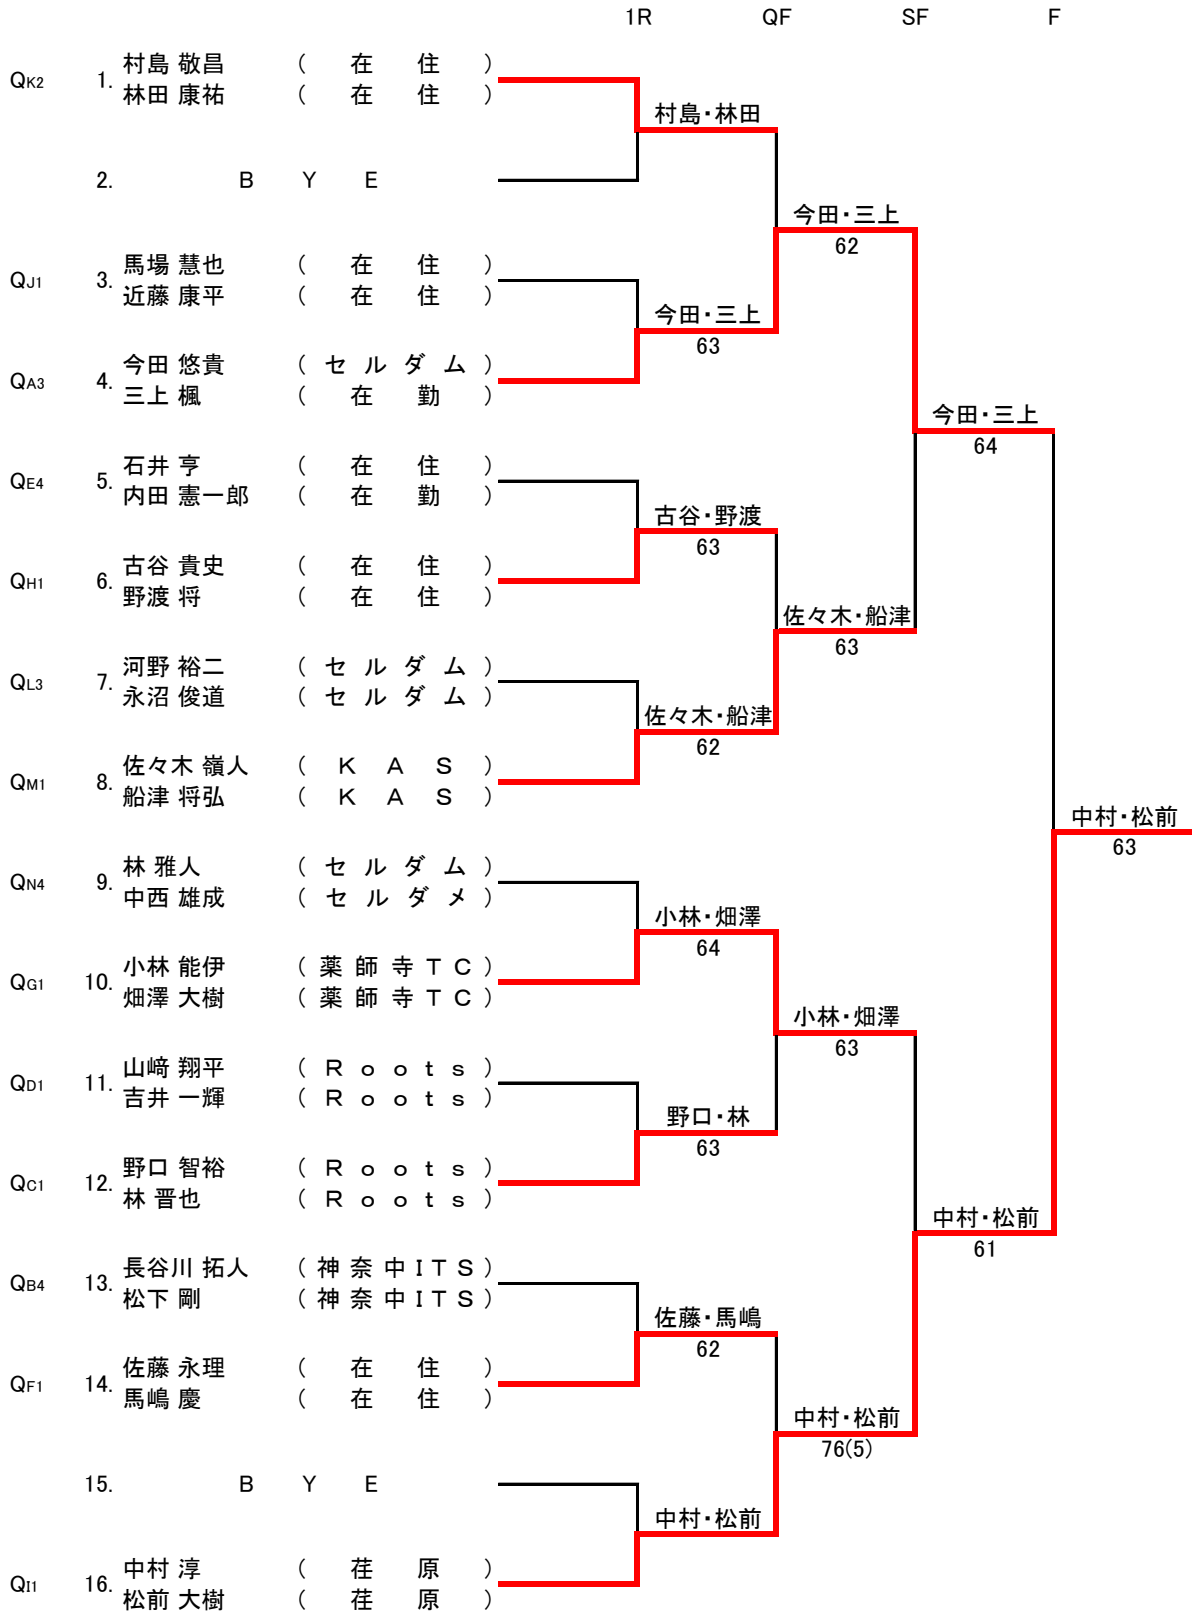 1R QF SF F
QK2 1. 村島 敬昌 ( 在 住 )
林田 康祐 ( 在 住 )
村島・林田
2. B Y E
今田・三上
62
QJ1 3. 馬場 慧也 ( 在 住 )
近藤 康平 ( 在 住 )
今田・三上
63
QA3 4. 今田 悠貴 ( セ ル ダ ム )
三上 楓 ( 在 勤 )
今田・三上
64
QE4 5. 石井 亨 ( 在 住 )
内田 憲一郎 ( 在 勤 )
古谷・野渡
63
QH1 6. 古谷 貴史 ( 在 住 )
野渡 将 ( 在 住 )
佐々木・船津
63
QL3 7. 河野 裕二 ( セ ル ダ ム )
永沼 俊道 ( セ ル ダ ム )
佐々木・船津
62
QM1 8. 佐々木 嶺人 ( K A S )
船津 将弘 ( K A S )
中村・松前
63
QN4 9. 林 雅人 ( セ ル ダ ム )
中西 雄成 ( セ ル ダ メ )
小林・畑澤
64
QG1 10. 小林 能伊 ( 薬 師 寺 T C )
畑澤 大樹 ( 薬 師 寺 T C )
小林・畑澤
63
QD1 11. 山﨑 翔平 ( R o o t s )
吉井 一輝 ( R o o t s )
野口・林
63
QC1 12. 野口 智裕 ( R o o t s )
林 晋也 ( R o o t s )
中村・松前
61
QB4 13. 長谷川 拓人 ( 神 奈 中 I T S )
松下 剛 ( 神 奈 中 I T S )
佐藤・馬嶋
62
QF1 14. 佐藤 永理 ( 在 住 )
馬嶋 慶 ( 在 住 )
中村・松前
76(5)
15. B Y E
中村・松前
QI1 16. 中村 淳 ( 荏 原 )
松前 大樹 ( 荏 原 )